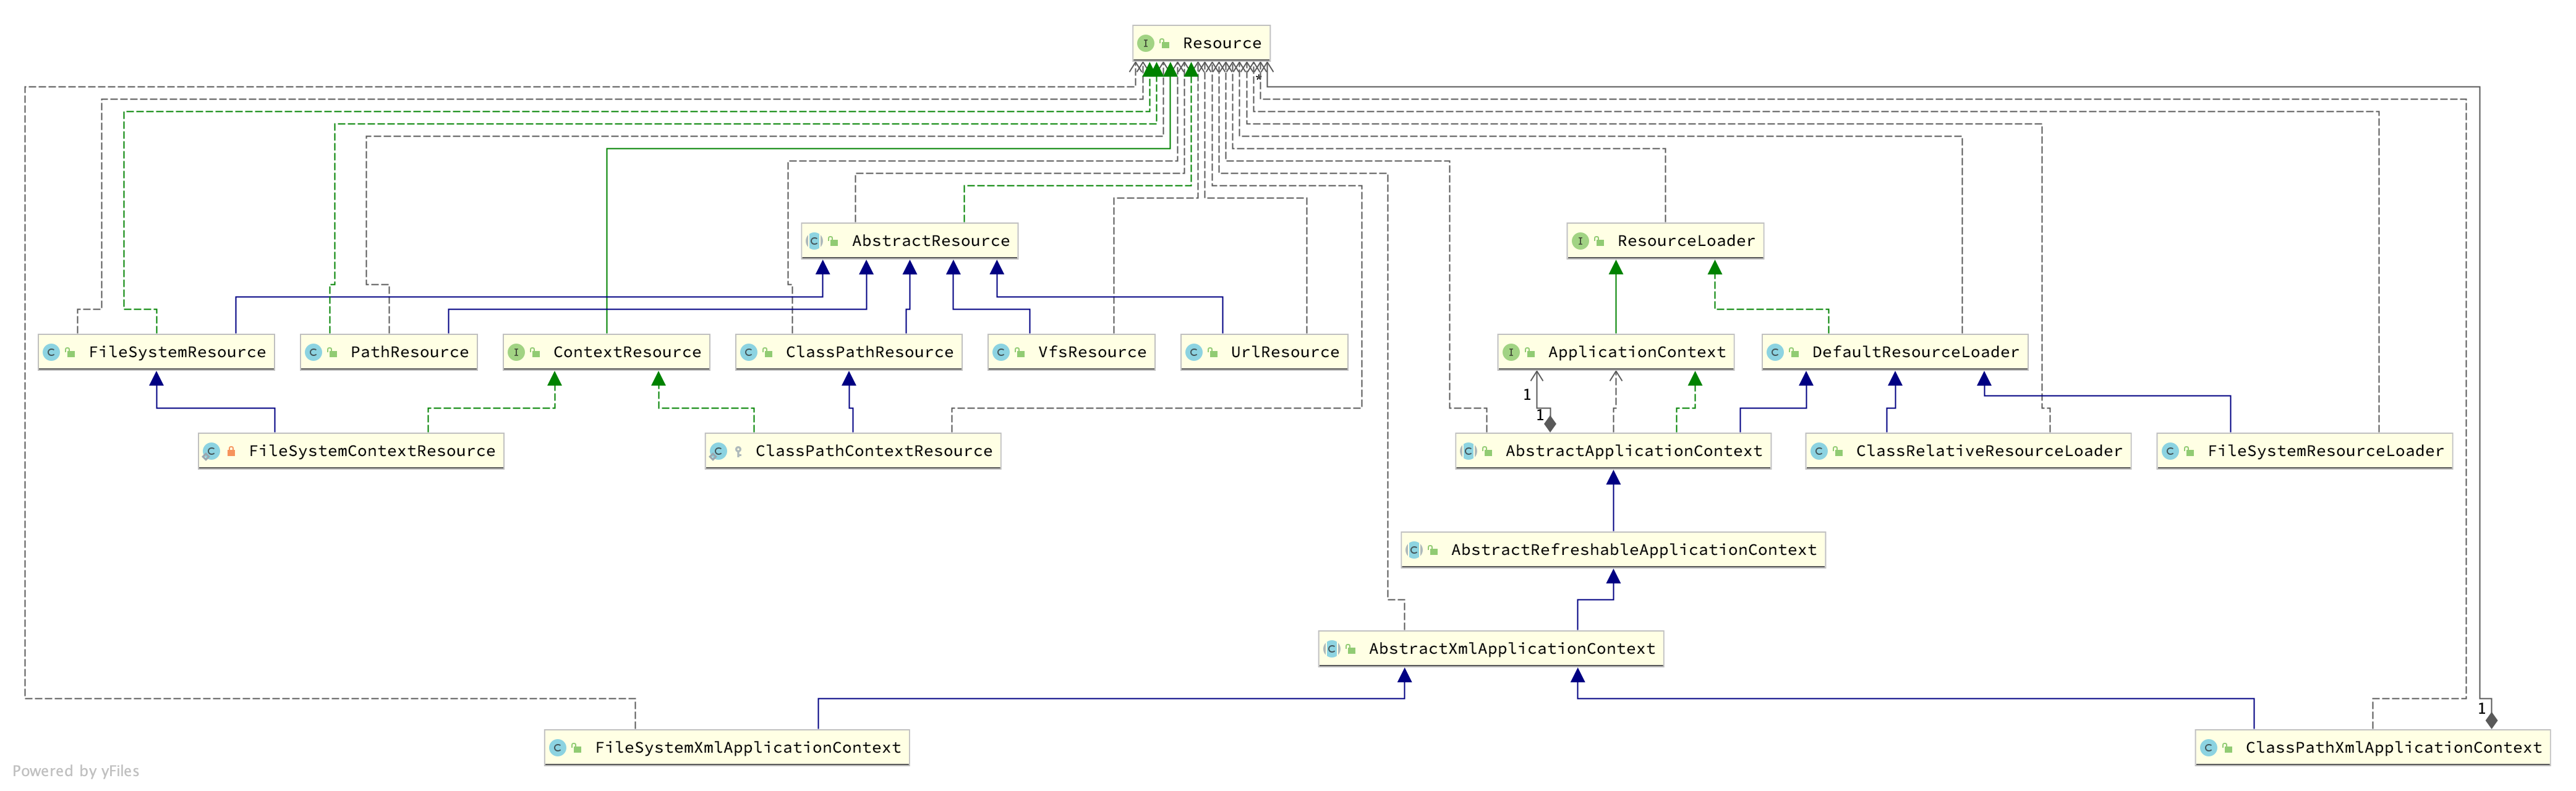 Resource
*
AbstractResource
ResourceLoader
FileSystemResource
PathResource
ContextResource
ClassPathResource
VfsResource
UrlResource
ApplicationContext
DefaultResourceLoader
1
1
FileSystemContextResource
ClassPathContextResource
AbstractApplicationContext
ClassRelativeResourceLoader
FileSystemResourceLoader
AbstractRefreshableApplicationContext
AbstractXmlApplicationContext
1
FileSystemXmlApplicationContext
ClassPathXmlApplicationContext
Powered by yFiles